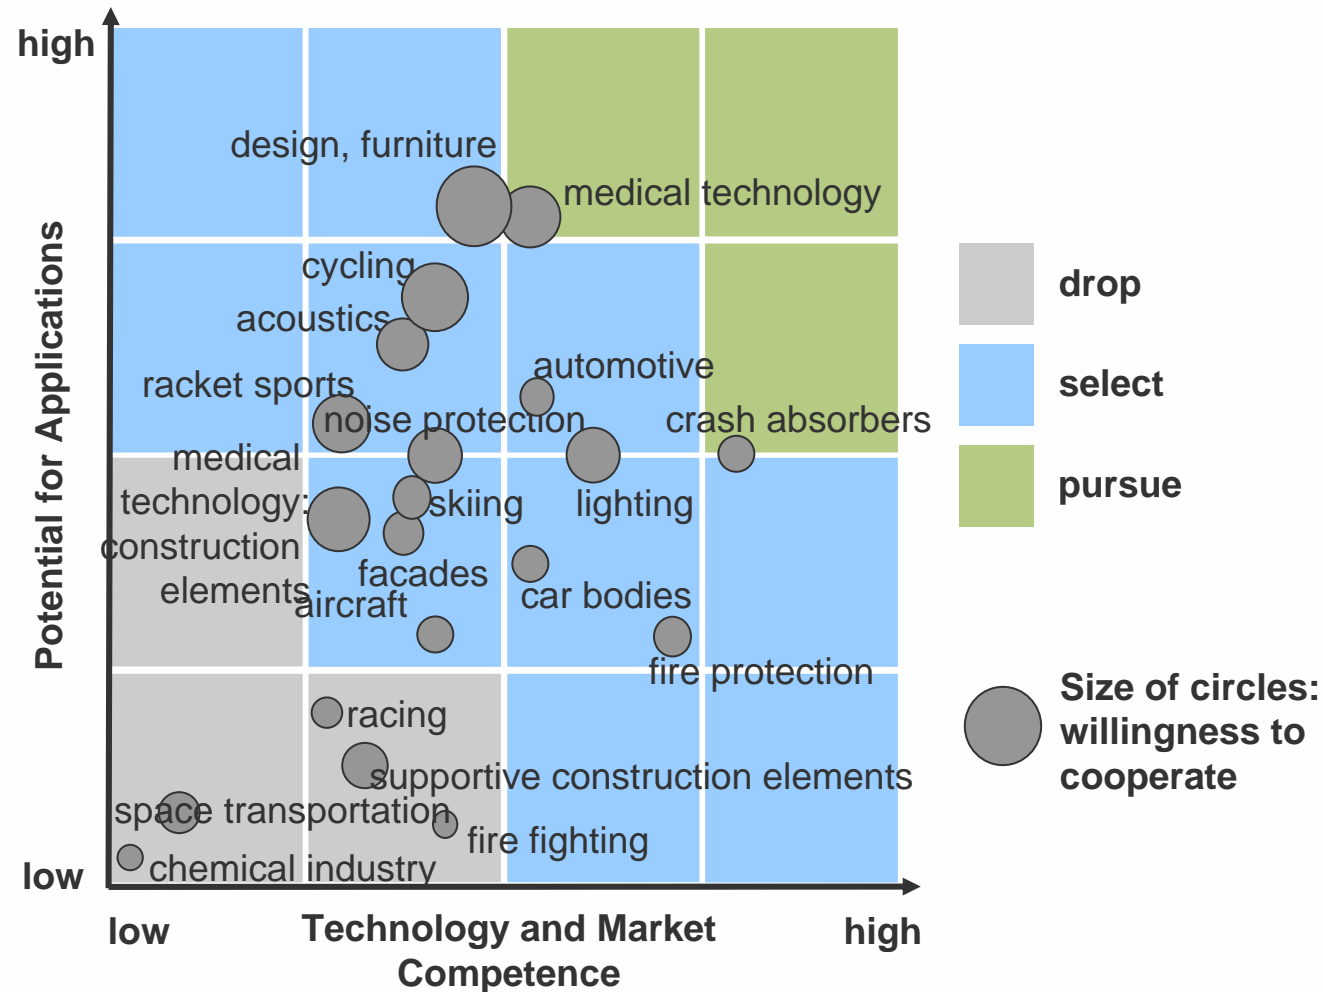 high
design, furniture
medical technology
cycling
acoustics
automotive
racket sports
noise protection
crash absorbers
medical
technology:
construction
elements
skiing
lighting
facades
aircraft
car bodies
fire protection
racing
supportive construction elements
space transportation
fire fighting
chemical industry
low
Potential for Applications
low
Technology and Market
Competence
high
drop
select
pursue
Size of circles:
willingness to
cooperate